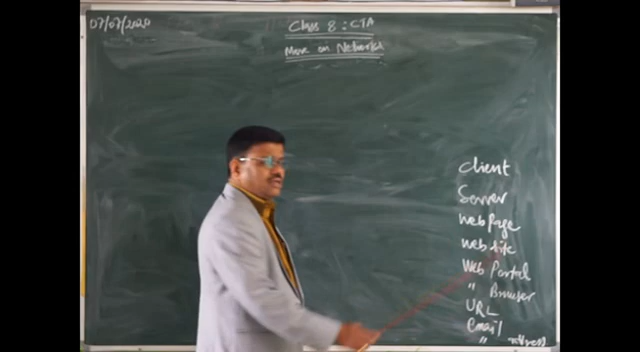 07/07/2020
Class 8 : CTA
More on Networks
Client
Server
Web Page
Web site
Web Portal
" Browser
URL
Email
" address